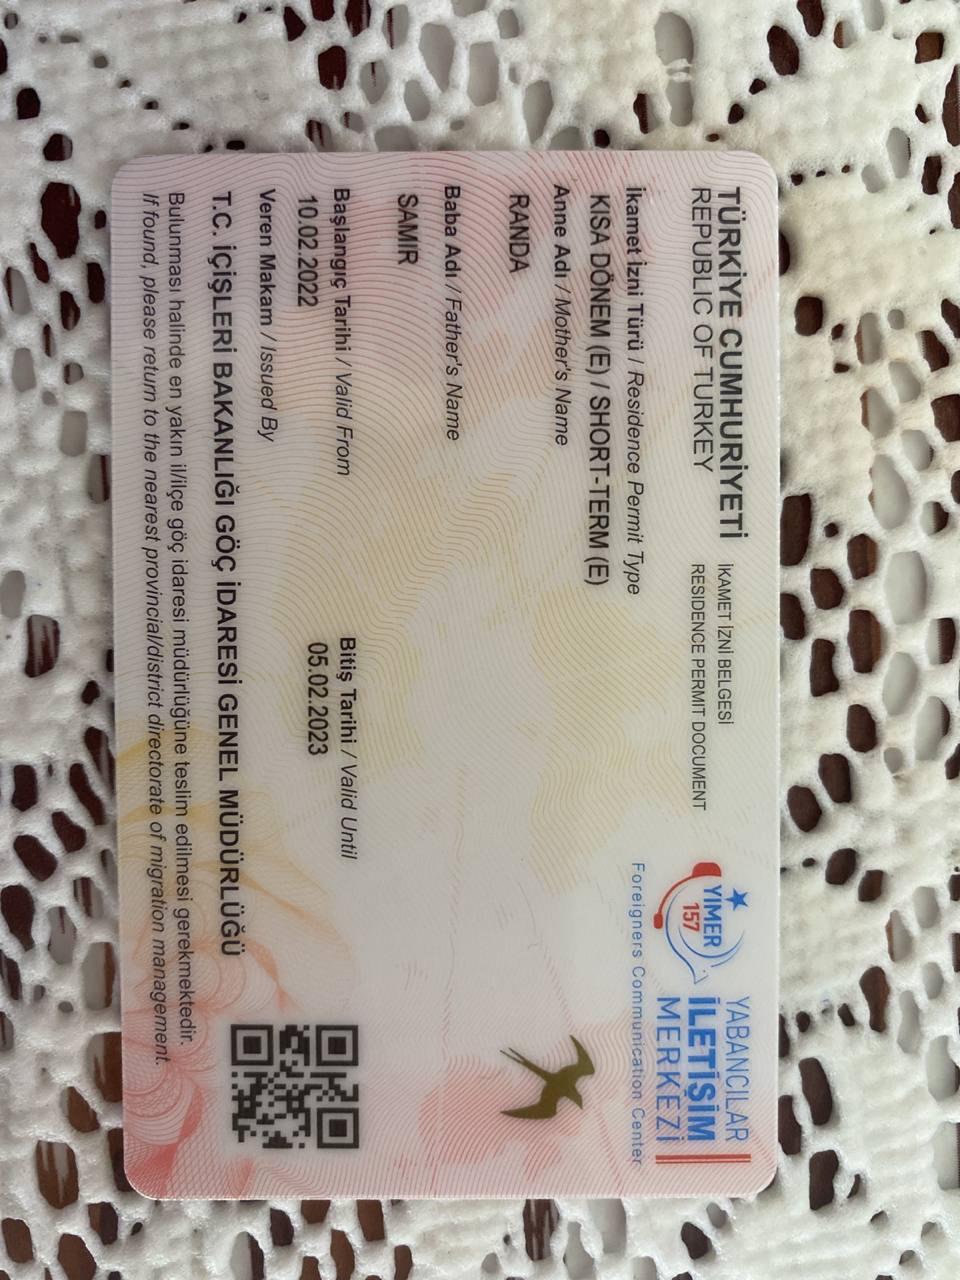 TÜRKİYE CUMHURİYETİ
REPUBLIC OF TURKEY
İKAMET İZNİ BELGESİ
RESIDENCE PERMIT DOCUMENT
YABANCILAR
İLETİŞİM
MERKEZİ
YİMER
157
Foreigners Communication Center
İkamet İzni Türü / Residence Permit Type
KISA DÖNEM (E) / SHORT-TERM (E)
Anne Adı / Mother's Name
RANDA
Baba Adı / Father's Name
SAMİR
Başlangıç Tarihi / Valid From
10.02.2022
Bitiş Tarihi / Valid Until
05.02.2023
Veren Makam / Issued By
T.C. İÇİŞLERİ BAKANLIĞI GÖÇ İDARESİ GENEL MÜDÜRLÜĞÜ
Bulunması halinde en yakın il/ilçe göç idaresi müdürlüğüne teslim edilmesi gerekmektedir.
If found, please return to the nearest provincial/district directorate of migration management.